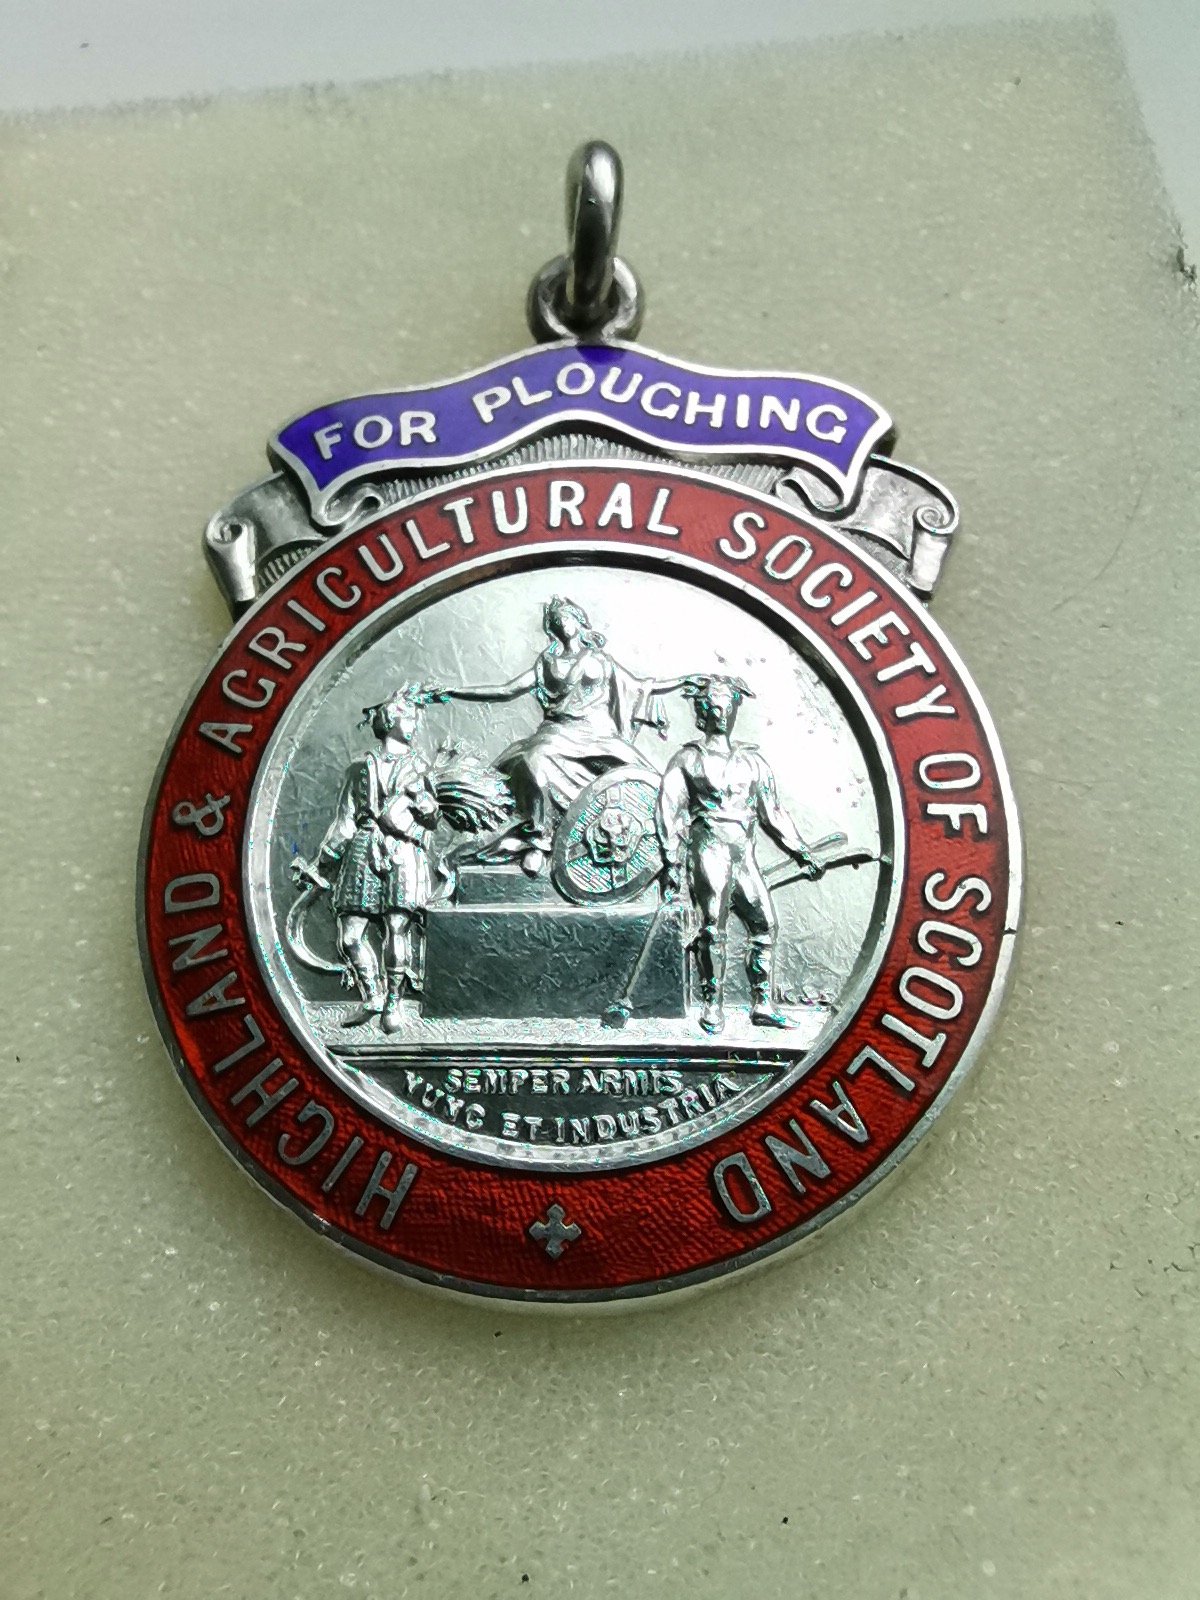 FOR PLOUGHING
HIGHLAND & AGRICULTURAL SOCIETY OF SCOTLAND
SEMPER ARMIS
NUNC ET INDUSTRIA